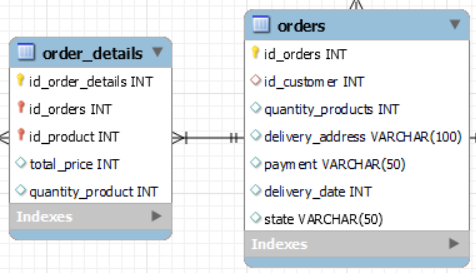 order_details
id_order_details INT
id_orders INT
id_product INT
total_price INT
quantity_product INT
Indexes
orders
id_orders INT
id_customer INT
quantity_products INT
delivery_address VARCHAR(100)
payment VARCHAR(50)
delivery_date INT
state VARCHAR(50)
Indexes